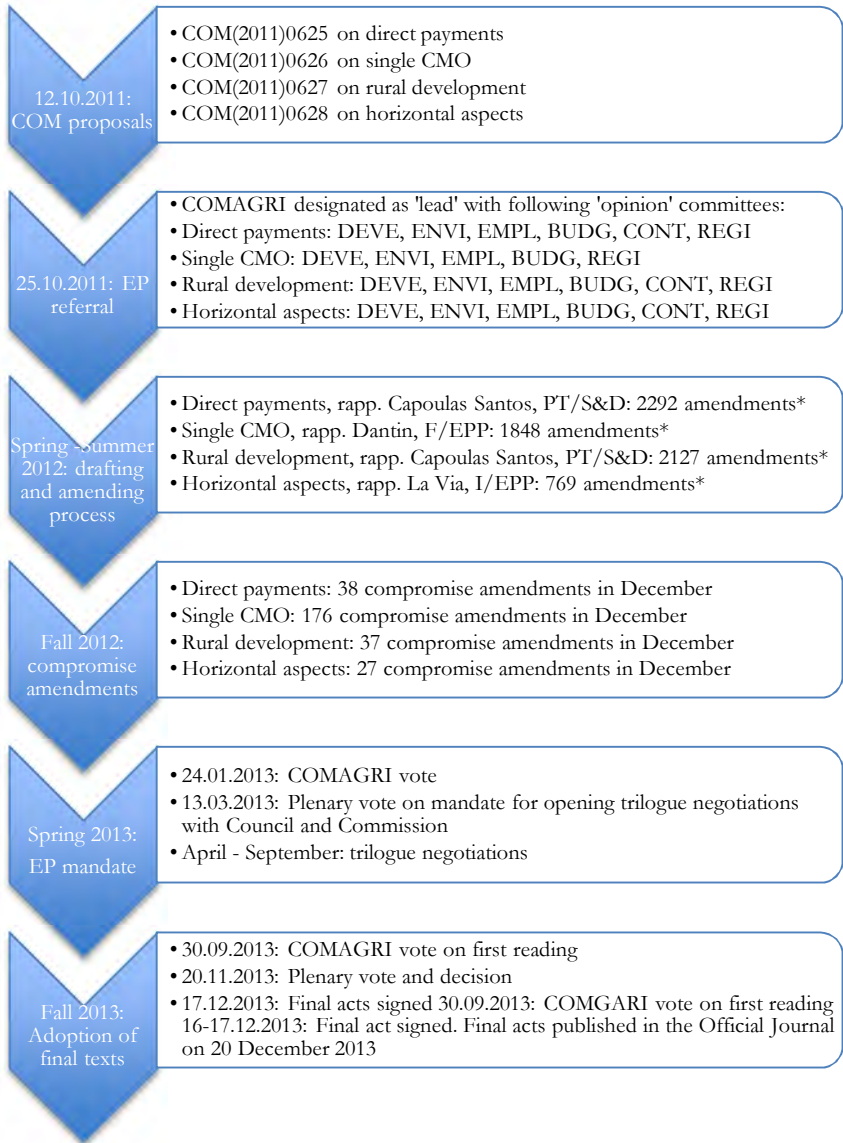 12.10.2011:
COM proposals
• COM(2011)0625 on direct payments
• COM(2011)0626 on single CMO
• COM(2011)0627 on rural development
• COM(2011)0628 on horizontal aspects
25.10.2011: EP
referral
• COMAGRI designated as 'lead' with following 'opinion' committees:
• Direct payments: DEVE, ENVI, EMPL, BUDG, CONT, REGI
• Single CMO: DEVE, ENVI, EMPL, BUDG, REGI
• Rural development: DEVE, ENVI, EMPL, BUDG, CONT, REGI
• Horizontal aspects: DEVE, ENVI, EMPL, BUDG, CONT, REGI
Spring -Summer
2012: drafting
and amending
process
• Direct payments, rapp. Capoulas Santos, PT/S&D: 2292 amendments*
• Single CMO, rapp. Dantin, F/EPP: 1848 amendments*
• Rural development, rapp. Capoulas Santos, PT/S&D: 2127 amendments*
• Horizontal aspects, rapp. La Via, I/EPP: 769 amendments*
Fall 2012:
compromise
amendments
• Direct payments: 38 compromise amendments in December
• Single CMO: 176 compromise amendments in December
• Rural development: 37 compromise amendments in December
• Horizontal aspects: 27 compromise amendments in December
Spring 2013:
EP mandate
• 24.01.2013: COMAGRI vote
• 13.03.2013: Plenary vote on mandate for opening trilogue negotiations
with Council and Commission
• April - September: trilogue negotiations
Fall 2013:
Adoption of
final texts
• 30.09.2013: COMAGRI vote on first reading
• 20.11.2013: Plenary vote and decision
• 17.12.2013: Final acts signed 30.09.2013: COMGARI vote on first reading
16-17.12.2013: Final act signed. Final acts published in the Official Journal
on 20 December 2013